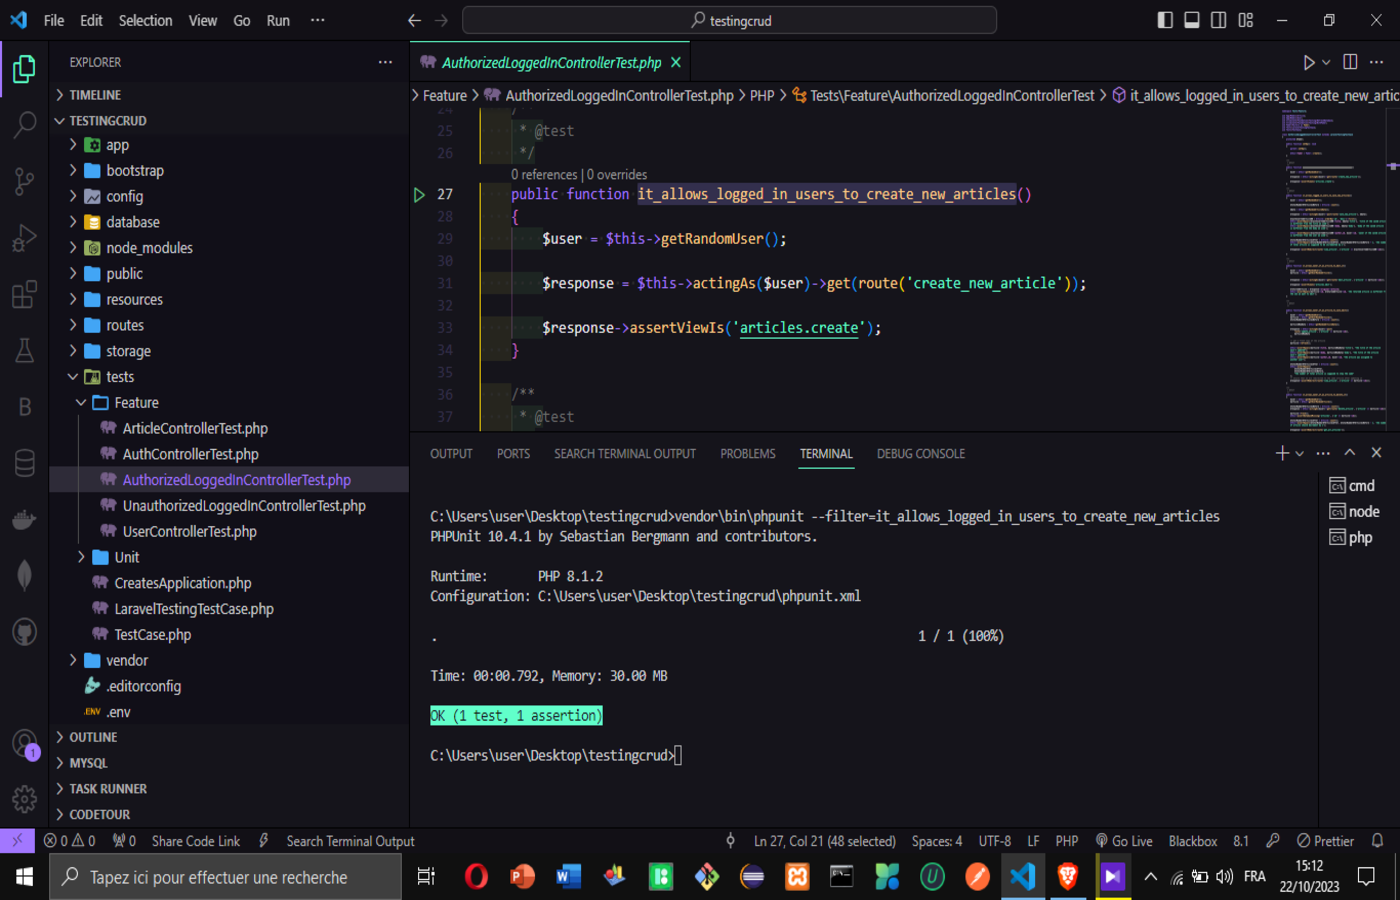 File Edit Selection View Go Run ···
testingcrud
EXPLORER
TIMELINE
TESTINGCRUD
app
bootstrap
config
database
node_modules
public
resources
routes
storage
tests
Feature
ArticleControllerTest.php
AuthControllerTest.php
AuthorizedLoggedInControllerTest.php
UnauthorizedLoggedInControllerTest.php
UserControllerTest.php
Unit
CreatesApplication.php
LaravelTestingTestCase.php
TestCase.php
vendor
.editorconfig
.ENV .env
OUTLINE
MYSQL
TASK RUNNER
CODETOUR
1
AuthorizedLoggedInControllerTest.php
Feature > AuthorizedLoggedInControllerTest.php > PHP > Tests\Feature\AuthorizedLoggedInControllerTest > it_allows_logged_in_users_to_create_new_artic
24
25 * @test
26 */
0 references | 0 overrides
27 public function it_allows_logged_in_users_to_create_new_articles()
28 {
29 $user = $this->getRandomUser();
30
31 $response = $this->actingAs($user)->get(route('create_new_article'));
32
33 $response->assertViewIs('articles.create');
34 }
35
36 /**
37 * @test
OUTPUT PORTS SEARCH TERMINAL OUTPUT PROBLEMS TERMINAL DEBUG CONSOLE
cmd
node
php
C:\Users\user\Desktop\testingcrud>vendor\bin\phpunit --filter=it_allows_logged_in_users_to_create_new_articles
PHPUnit 10.4.1 by Sebastian Bergmann and contributors.
Runtime: PHP 8.1.2
Configuration: C:\Users\user\Desktop\testingcrud\phpunit.xml
. 1 / 1 (100%)
Time: 00:00.792, Memory: 30.00 MB
OK (1 test, 1 assertion)
C:\Users\user\Desktop\testingcrud>
0 0 0 Share Code Link Search Terminal Output Ln 27, Col 21 (48 selected) Spaces: 4 UTF-8 LF PHP Go Live Blackbox 8.1 Prettier
Tapez ici pour effectuer une recherche
FRA
15:12
22/10/2023